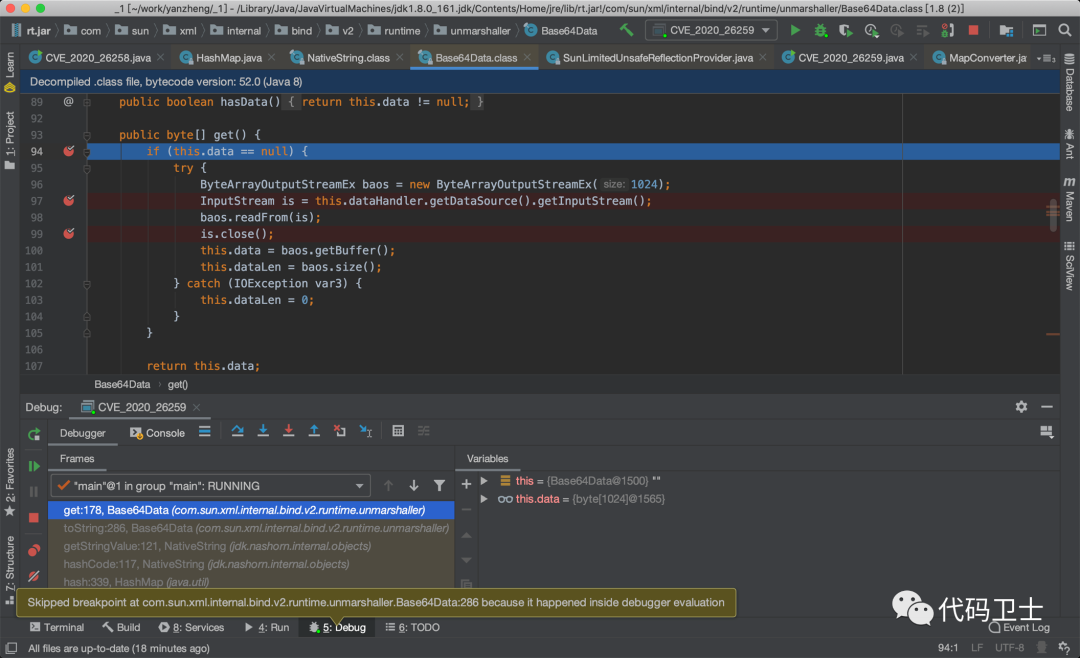 _1 [~/work/yanzheng/_1] - /Library/Java/JavaVirtualMachines/jdk1.8.0_161.jdk/Contents/Home/jre/lib/rt.jar!/com/sun/xml/internal/bind/v2/runtime/unmarshaller/Base64Data.class [1.8 (2)]
rt.jar com sun xml internal bind v2 runtime unmarshaller Base64Data CVE_2020_26259
Learn
1: Project
2: Favorites
7: Structure
CVE_2020_26258.java HashMap.java NativeString.class Base64Data.class SunLimitedUnsafeReflectionProvider.java CVE_2020_26259.java MapConverter.ja
Decompiled .class file, bytecode version: 52.0 (Java 8)
89 @ public boolean hasData() { return this.data != null; }
92
93 public byte[] get() {
94 if (this.data == null) {
95 try {
96 ByteArrayOutputStreamEx baos = new ByteArrayOutputStreamEx( size: 1024);
97 InputStream is = this.dataHandler.getDataSource().getInputStream();
98 baos.readFrom(is);
99 is.close();
100 this.data = baos.getBuffer();
101 this.dataLen = baos.size();
102 } catch (IOException var3) {
103 this.dataLen = 0;
104 }
105 }
106
107 return this.data;
Base64Data › get()
Database
Ant
Maven
SciView
Debug: CVE_2020_26259
Debugger Console
Frames
Variables
"main"@1 in group "main": RUNNING
get:178, Base64Data (com.sun.xml.internal.bind.v2.runtime.unmarshaller)
toString:286, Base64Data (com.sun.xml.internal.bind.v2.runtime.unmarshaller)
getStringValue:121, NativeString (jdk.nashorn.internal.objects)
hashCode:117, NativeString (jdk.nashorn.internal.objects)
hash:339, HashMap (java.util)
this = {Base64Data@1500} ""
this.data = {byte[1024]@1565}
Skipped breakpoint at com.sun.xml.internal.bind.v2.runtime.unmarshaller.Base64Data:286 because it happened inside debugger evaluation
代码卫士
Terminal Build 8: Services 4: Run 5: Debug 6: TODO Event Log
All files are up-to-date (18 minutes ago) 94:1 LF UTF-8